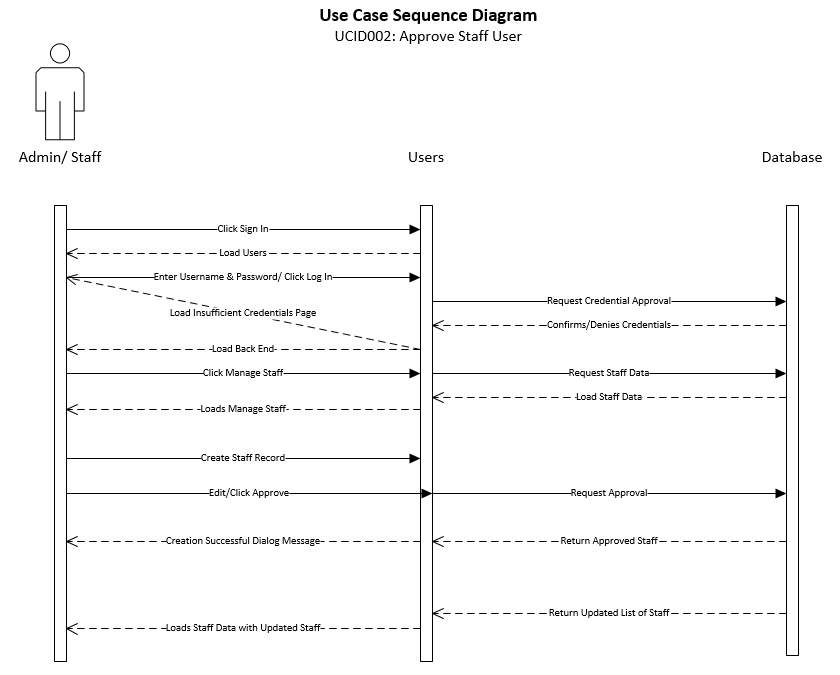 Use Case Sequence Diagram
UCID002: Approve Staff User
Admin/ Staff
Users
Database
Click Sign In
Load Users
Enter Username & Password/ Click Log In
Request Credential Approval
Load Insufficient Credentials Page
Confirms/Denies Credentials
Load Back End
Click Manage Staff
Request Staff Data
Load Staff Data
Loads Manage Staff
Create Staff Record
Edit/Click Approve
Request Approval
Creation Successful Dialog Message
Return Approved Staff
Return Updated List of Staff
Loads Staff Data with Updated Staff